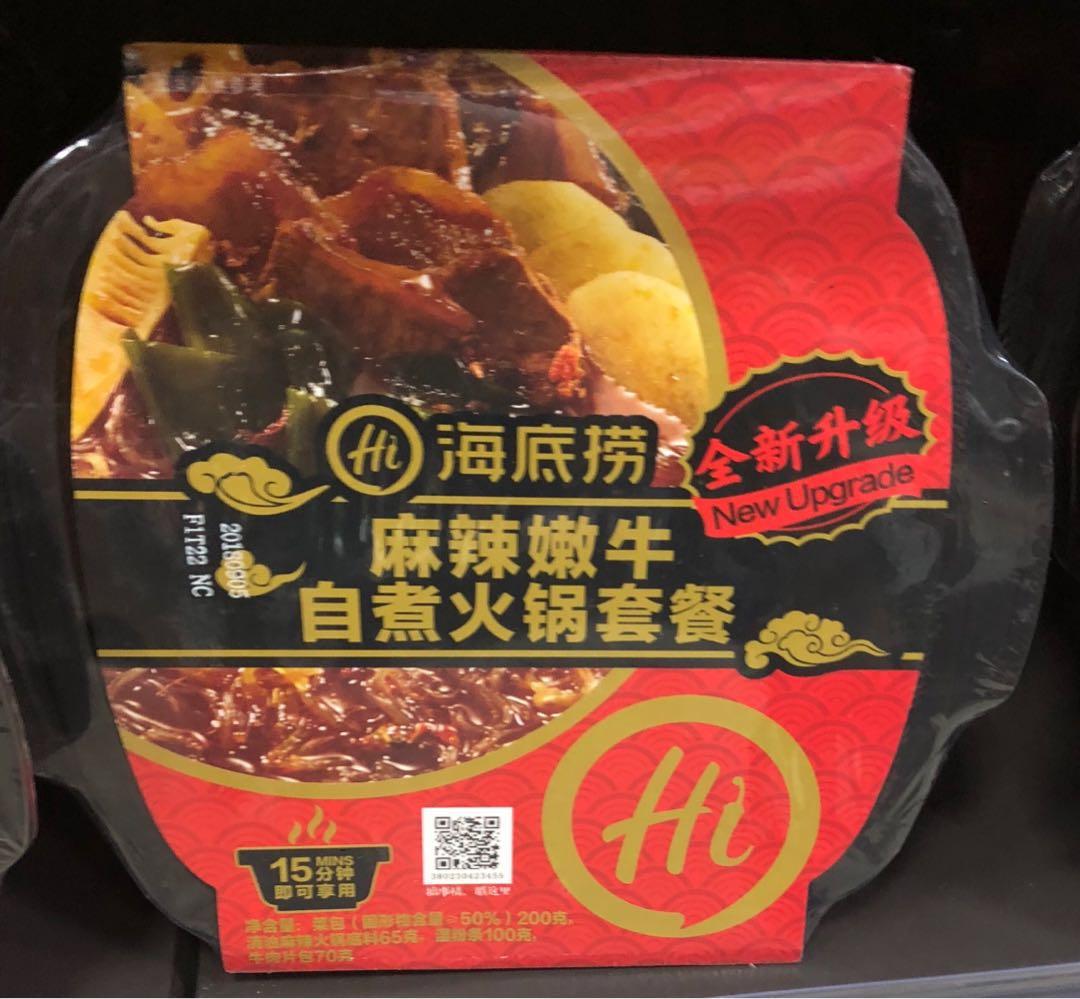 Hi 海底捞
全新升级
New Upgrade
麻辣嫩牛
自煮火锅套餐
20180905
F1T22 NC
Hi
15 MINS
分钟
即可享用
380230423455
净含量：菜包（固形物含量≥50%）200克，
清油麻辣火锅底料65克，湿粉条100克，
牛肉片包70克